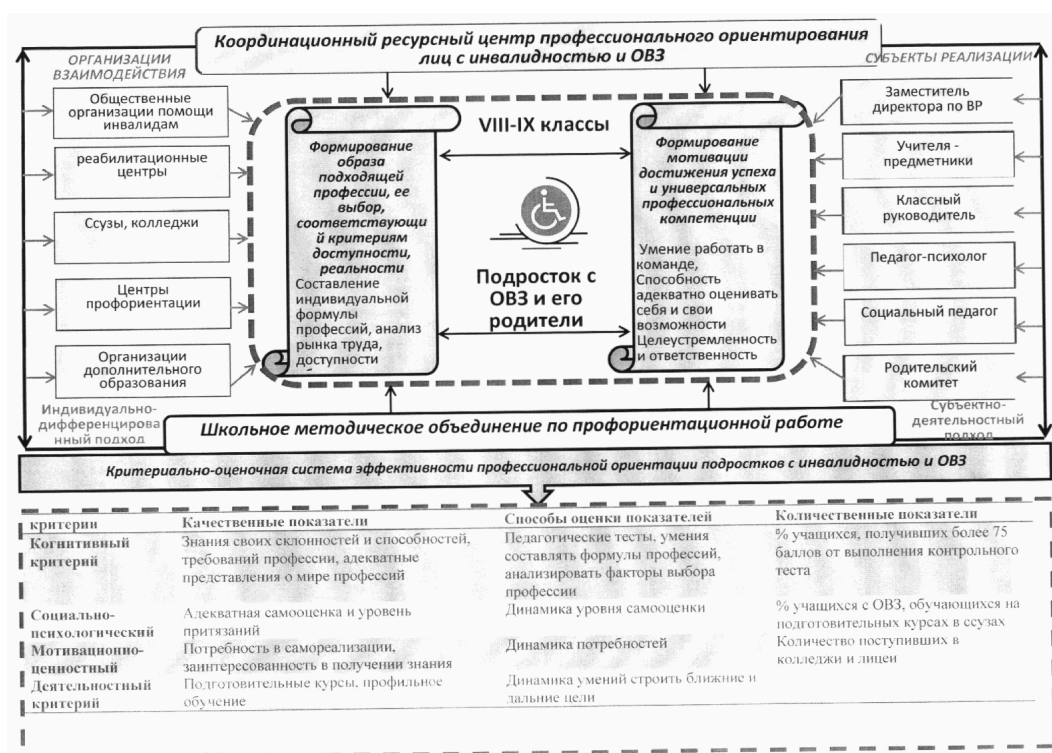 Координационный ресурсный центр профессионального ориентирования
лиц с инвалидностью и ОВЗ
ОРГАНИЗАЦИИ
ВЗАИМОДЕЙСТВИЯ
Общественные
организации помощи
инвалидам
реабилитационные
центры
Ссузы, колледжи
Центры
профориентации
Организации
дополнительного
образования
Индивидуально-
дифференцирова
нный подход
VIII-IX классы
Формирование
образа
подходящей
профессии, ее
выбор,
соответствующи
й критериям
доступности,
реальности
Составление
индивидуальной
формулы
профессий, анализ
рынка труда,
доступности
Подросток с
ОВЗ и его
родители
Формирование
мотивации
достижения успеха
и универсальных
профессиональных
компетенции
Умение работать в
команде,
Способность
адекватно оценивать
себя и свои
возможности
Целеустремленность
и ответственность
СУБЪЕКТЫ РЕАЛИЗАЦИИ
Заместитель
директора по ВР
Учителя -
предметники
Классный
руководитель
Педагог-психолог
Социальный педагог
Родительский
комитет
Субъектно-
деятельностный
подход
Школьное методическое объединение по профориентационной работе
Критериально-оценочная система эффективности профессиональной ориентации подростков с инвалидностью и ОВЗ
критерии Качественные показатели Способы оценки показателей Количественные показатели
Когнитивный Знания своих склонностей и способностей, Педагогические тесты, умения % учащихся, получивших более 75
критерий требований профессии, адекватные составлять формулы профессий, баллов от выполнения контрольного
представления о мире профессий анализировать факторы выбора теста
профессии
Социально- Адекватная самооценка и уровень Динамика уровня самооценки % учащихся с ОВЗ, обучающихся на
психологический притязаний подготовительных курсах в ссузах
Мотивационно- Потребность в самореализации, Динамика потребностей Количество поступивших в
ценностный заинтересованность в получении знания колледжи и лицеи
Деятельностный Подготовительные курсы, профильное Динамика умений строить ближние и
критерий обучение дальние цели